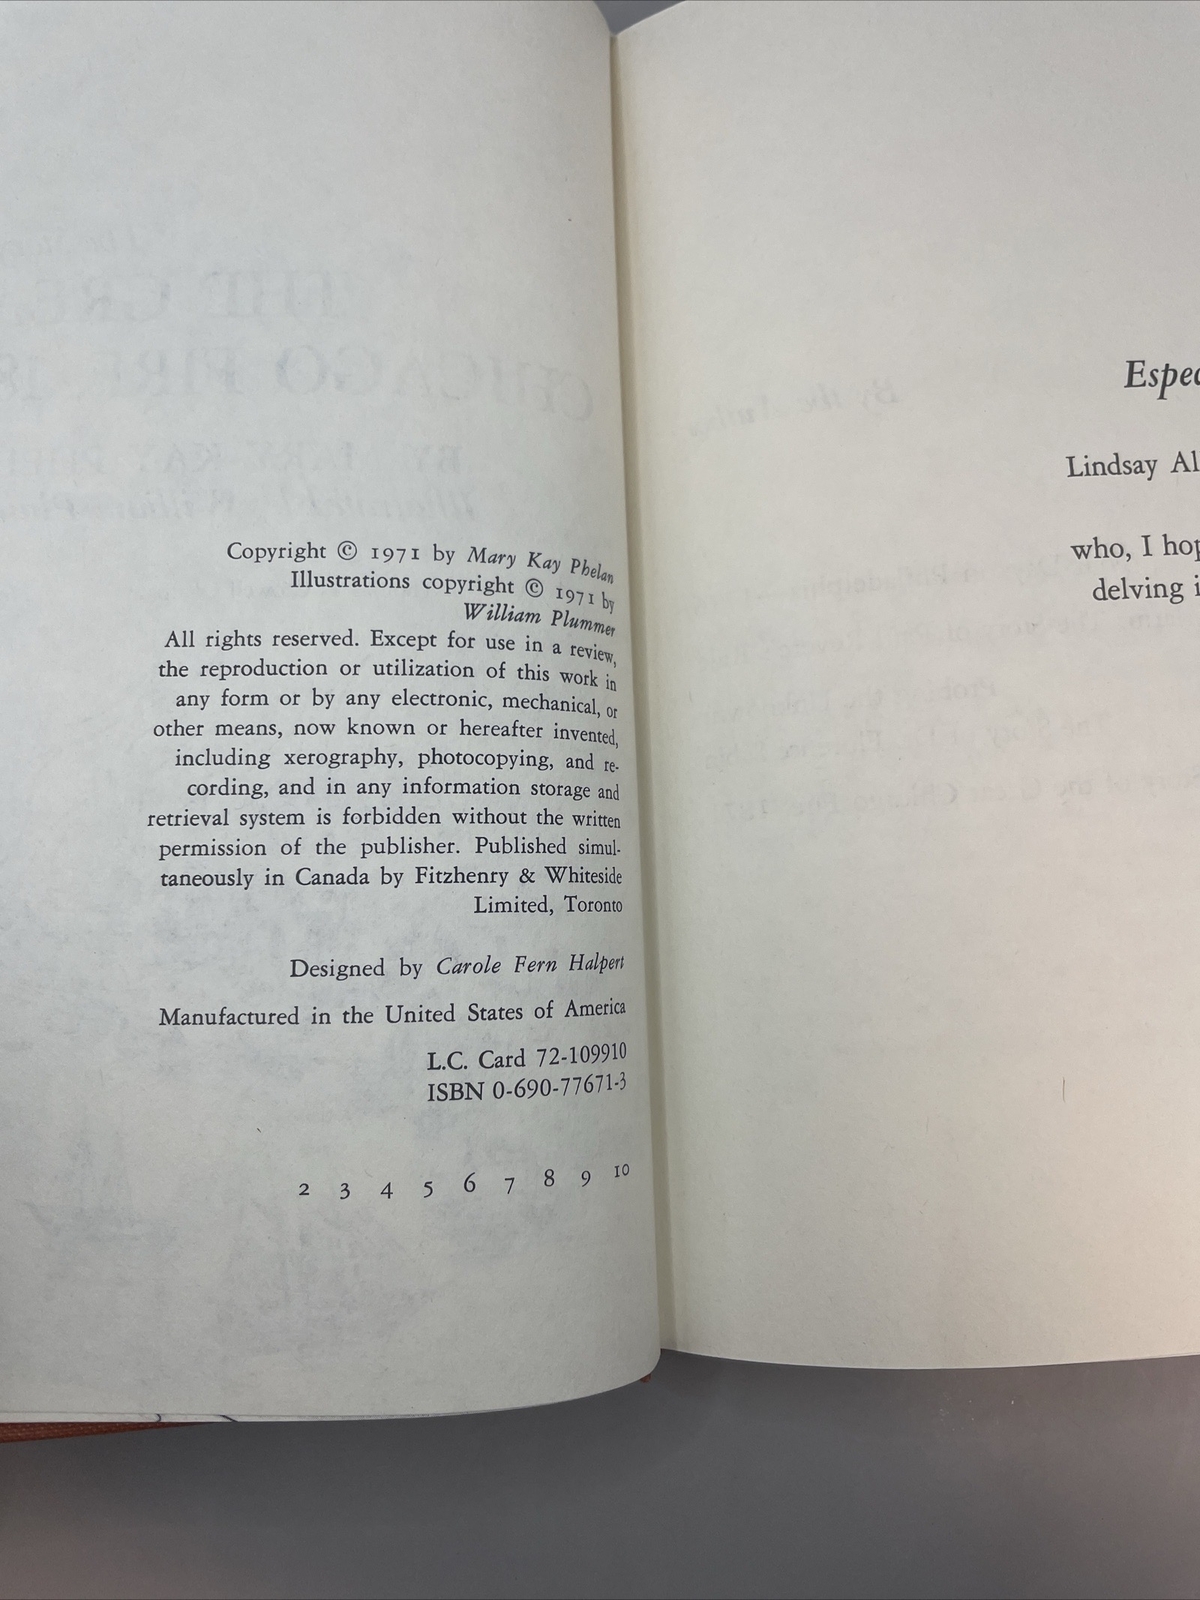 Copyright © 1971 by Mary Kay Phelan
Illustrations copyright © 1971 by
William Plummer
All rights reserved. Except for use in a review,
the reproduction or utilization of this work in
any form or by any electronic, mechanical, or
other means, now known or hereafter invented,
including xerography, photocopying, and re-
cording, and in any information storage and
retrieval system is forbidden without the written
permission of the publisher. Published simul-
taneously in Canada by Fitzhenry & Whiteside
Limited, Toronto
Designed by Carole Fern Halpert
Manufactured in the United States of America
L.C. Card 72-109910
ISBN 0-690-77671-3
2 3 4 5 6 7 8 9 10
Espec
Lindsay Al
who, I hop
delving i